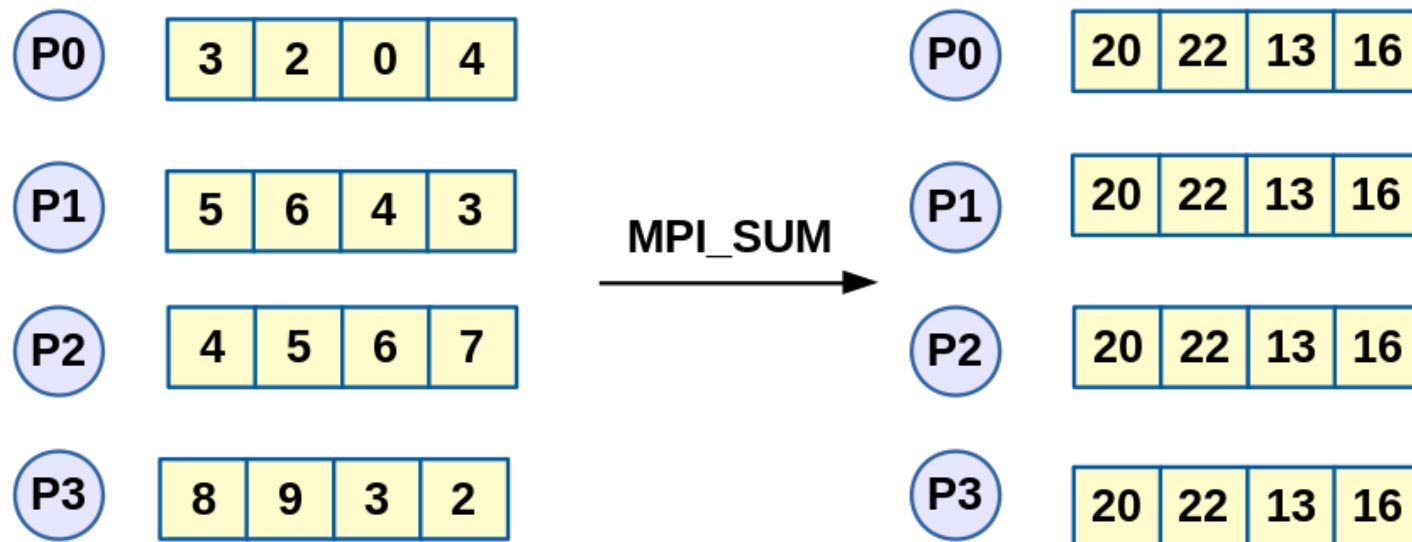 P0 3 2 0 4 P0 20 22 13 16
P1 5 6 4 3 P1 20 22 13 16
MPI_SUM
P2 4 5 6 7 P2 20 22 13 16
P3 8 9 3 2 P3 20 22 13 16